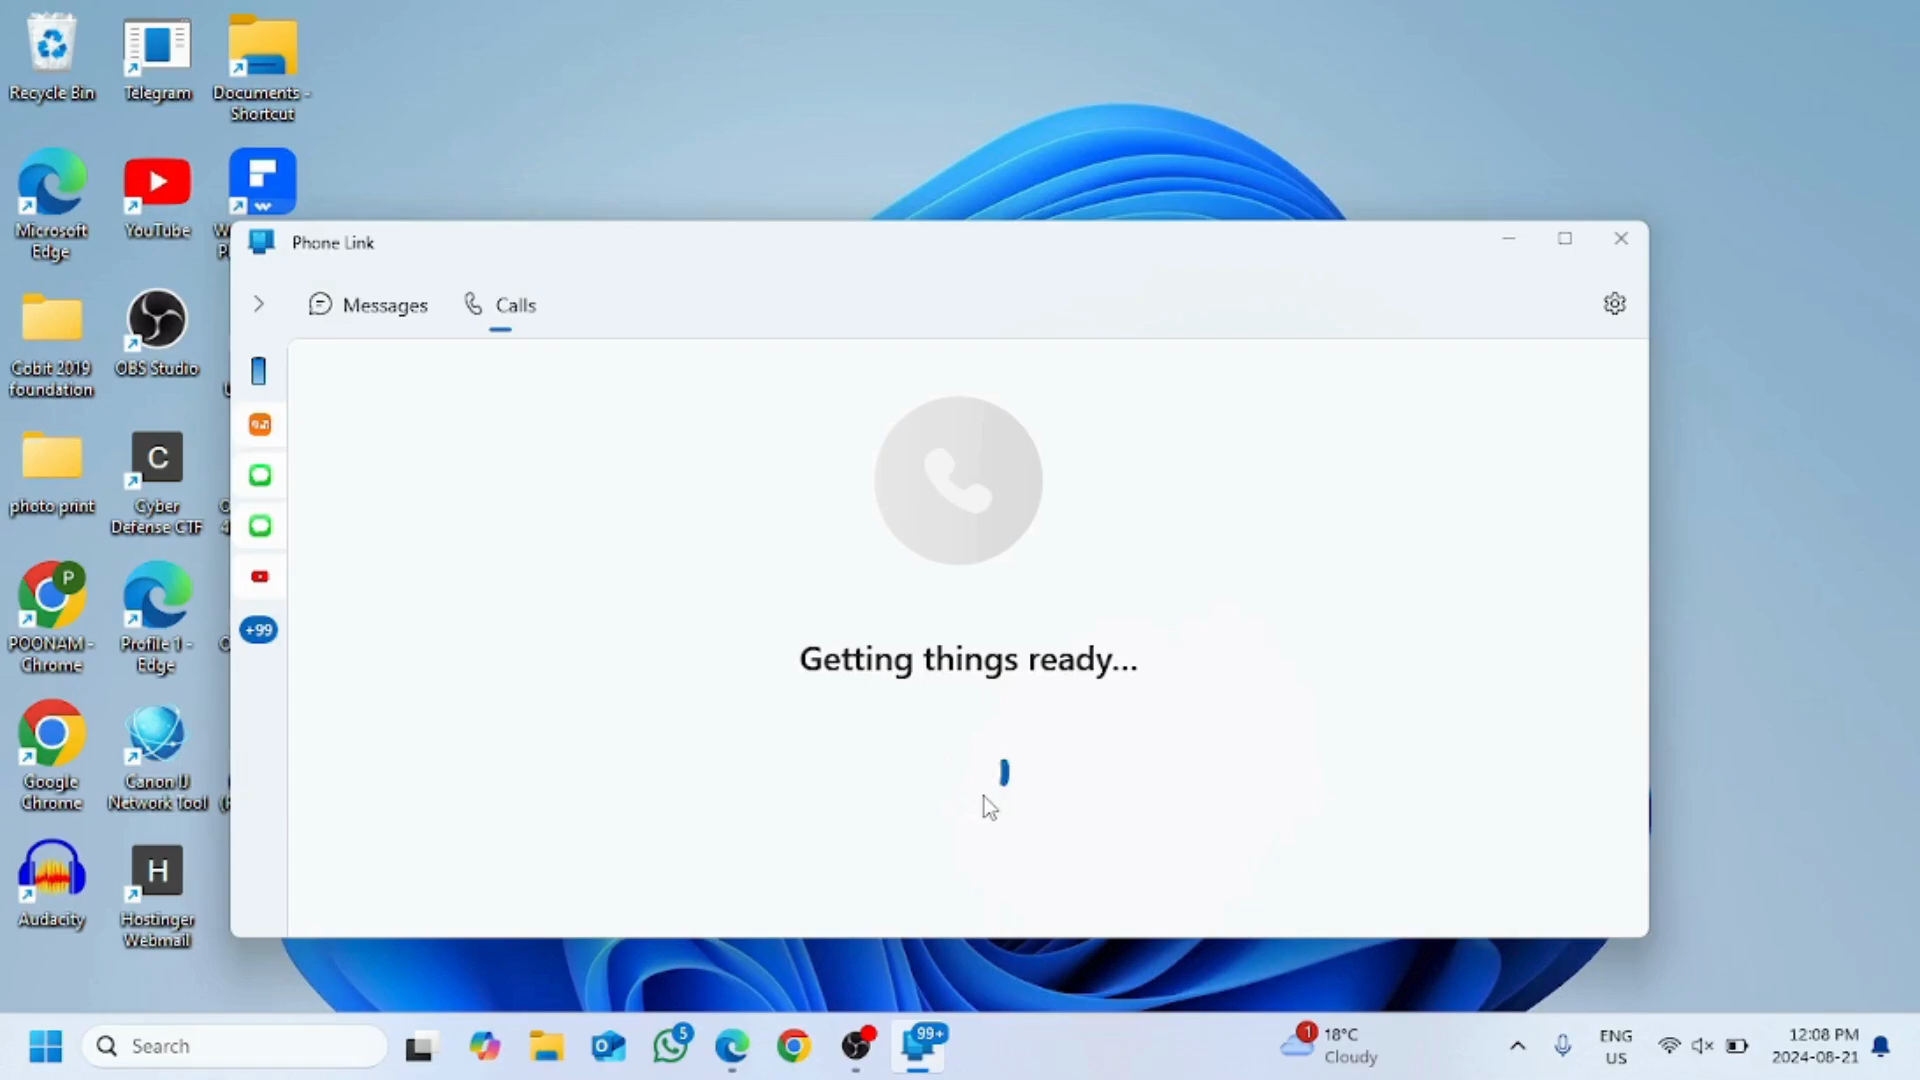 Recycle Bin
Telegram
Documents -
Shortcut
Microsoft
Edge
YouTube
Phone Link
Messages
Calls
Cobit 2019
foundation
OBS Studio
photo print
C
Cyber
Defense CTF
+99
Getting things ready...
P
POONAM -
Chrome
Profile 1 -
Edge
Google
Chrome
Canon IJ
Network Tool
Audacity
H
Hostinger
Webmail
Search
5
99+
1
18°C
Cloudy
ENG
US
12:08 PM
2024-08-21